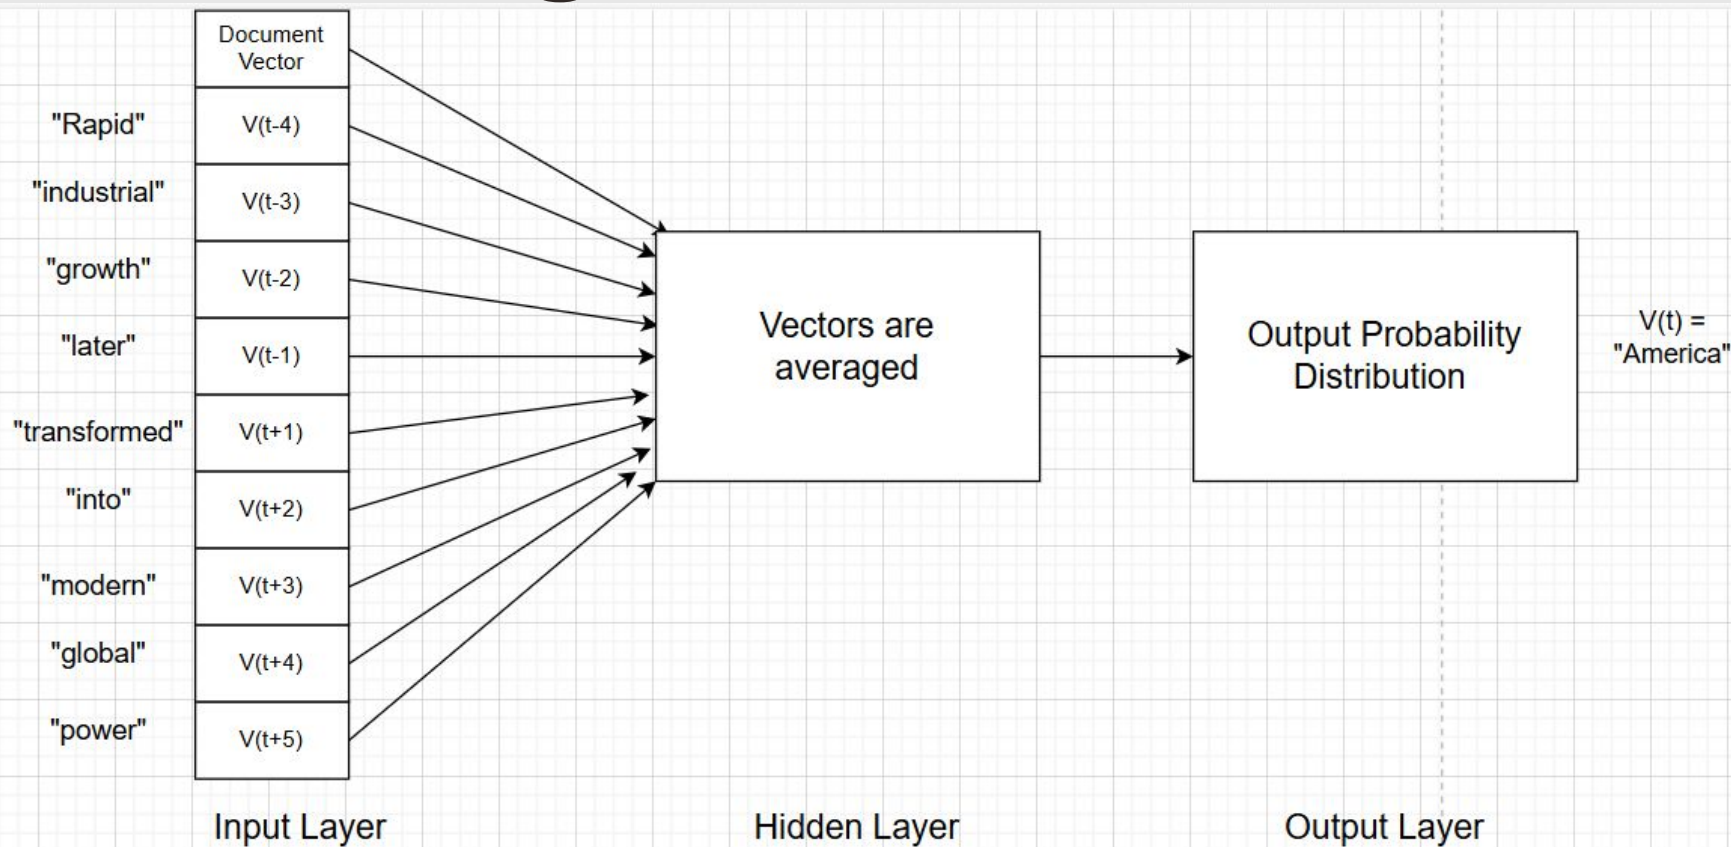 Document
Vector
"Rapid"
V(t-4)
"industrial"
V(t-3)
"growth"
V(t-2)
"later"
V(t-1)
"transformed"
V(t+1)
"into"
V(t+2)
"modern"
V(t+3)
"global"
V(t+4)
"power"
V(t+5)
Input Layer
Vectors are
averaged
Hidden Layer
Output Probability
Distribution
Output Layer
V(t) =
"America"